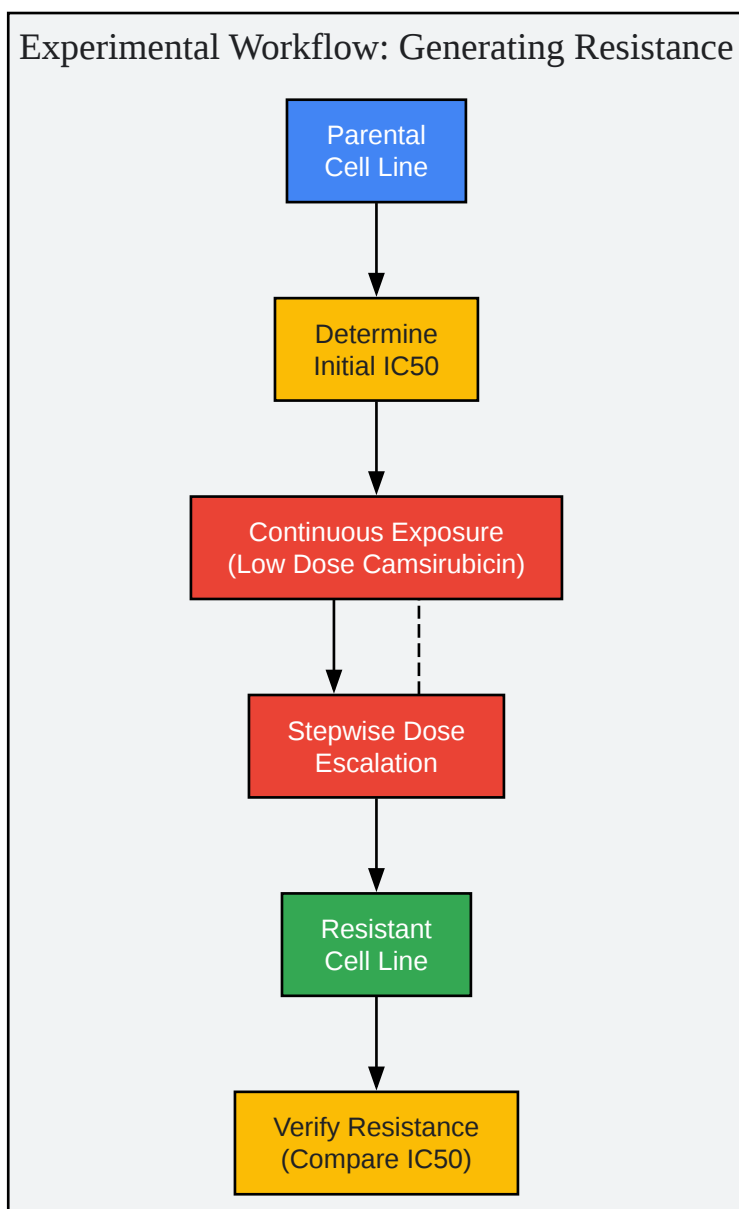 Experimental Workflow: Generating Resistance
Parental
Cell Line
Determine
Initial IC50
Continuous Exposure
(Low Dose Camsirubicin)
Stepwise Dose
Escalation
Resistant
Cell Line
Verify Resistance
(Compare IC50)